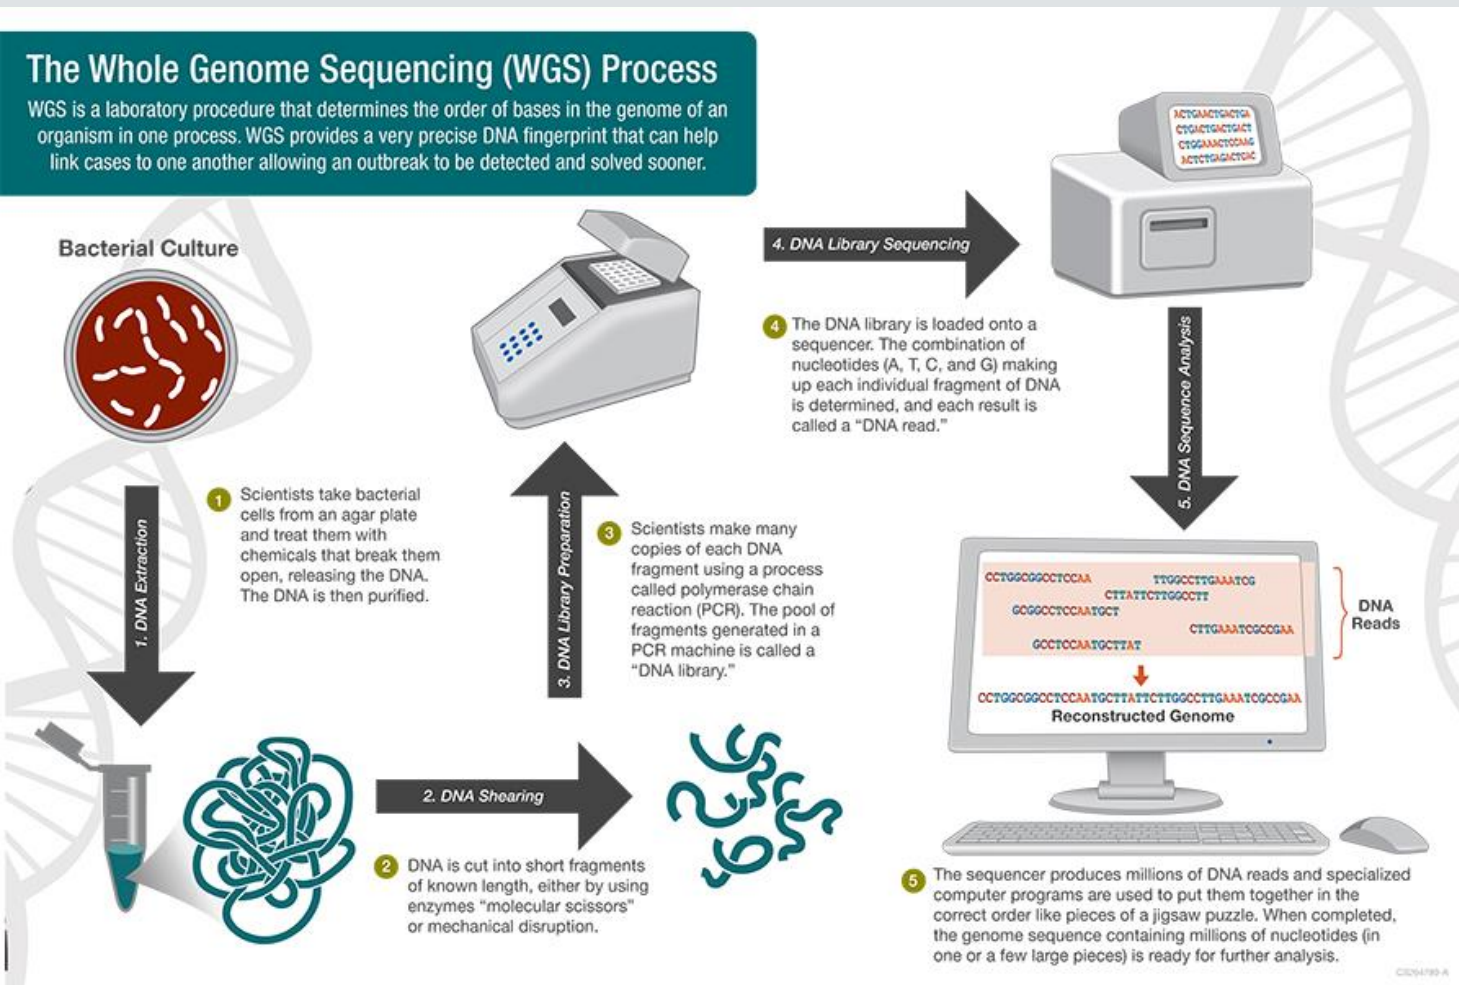 The Whole Genome Sequencing (WGS) Process
WGS is a laboratory procedure that determines the order of bases in the genome of an
organism in one process. WGS provides a very precise DNA fingerprint that can help
link cases to one another allowing an outbreak to be detected and solved sooner.
Bacterial Culture
1. DNA Extraction
1 Scientists take bacterial
cells from an agar plate
and treat them with
chemicals that break them
open, releasing the DNA.
The DNA is then purified.
2. DNA Shearing
2 DNA is cut into short fragments
of known length, either by using
enzymes “molecular scissors”
or mechanical disruption.
3. DNA Library Preparation
3 Scientists make many
copies of each DNA
fragment using a process
called polymerase chain
reaction (PCR). The pool of
fragments generated in a
PCR machine is called a
“DNA library.”
4. DNA Library Sequencing
4 The DNA library is loaded onto a
sequencer. The combination of
nucleotides (A, T, C, and G) making
up each individual fragment of DNA
is determined, and each result is
called a “DNA read.”
ACTGAACTGACTGA
CTGACTGACTGACT
CTGGAAACTCCAAG
ACTCTGAGACTCAC
5. DNA Sequence Analysis
CCTGGCGGCCTCCAA
TTGGCCTTGAAATCG
CTTATTCTTGGCCTT
GCGGCCTCCAATGCT
CTTGAAATCGCCGAA
GCCTCCAATGCTTAT
DNA
Reads
CCTGGCGGCCTCCAATGCTTATTCTTGGCCTTGAAATCGCCGAA
Reconstructed Genome
5 The sequencer produces millions of DNA reads and specialized
computer programs are used to put them together in the
correct order like pieces of a jigsaw puzzle. When completed,
the genome sequence containing millions of nucleotides (in
one or a few large pieces) is ready for further analysis.